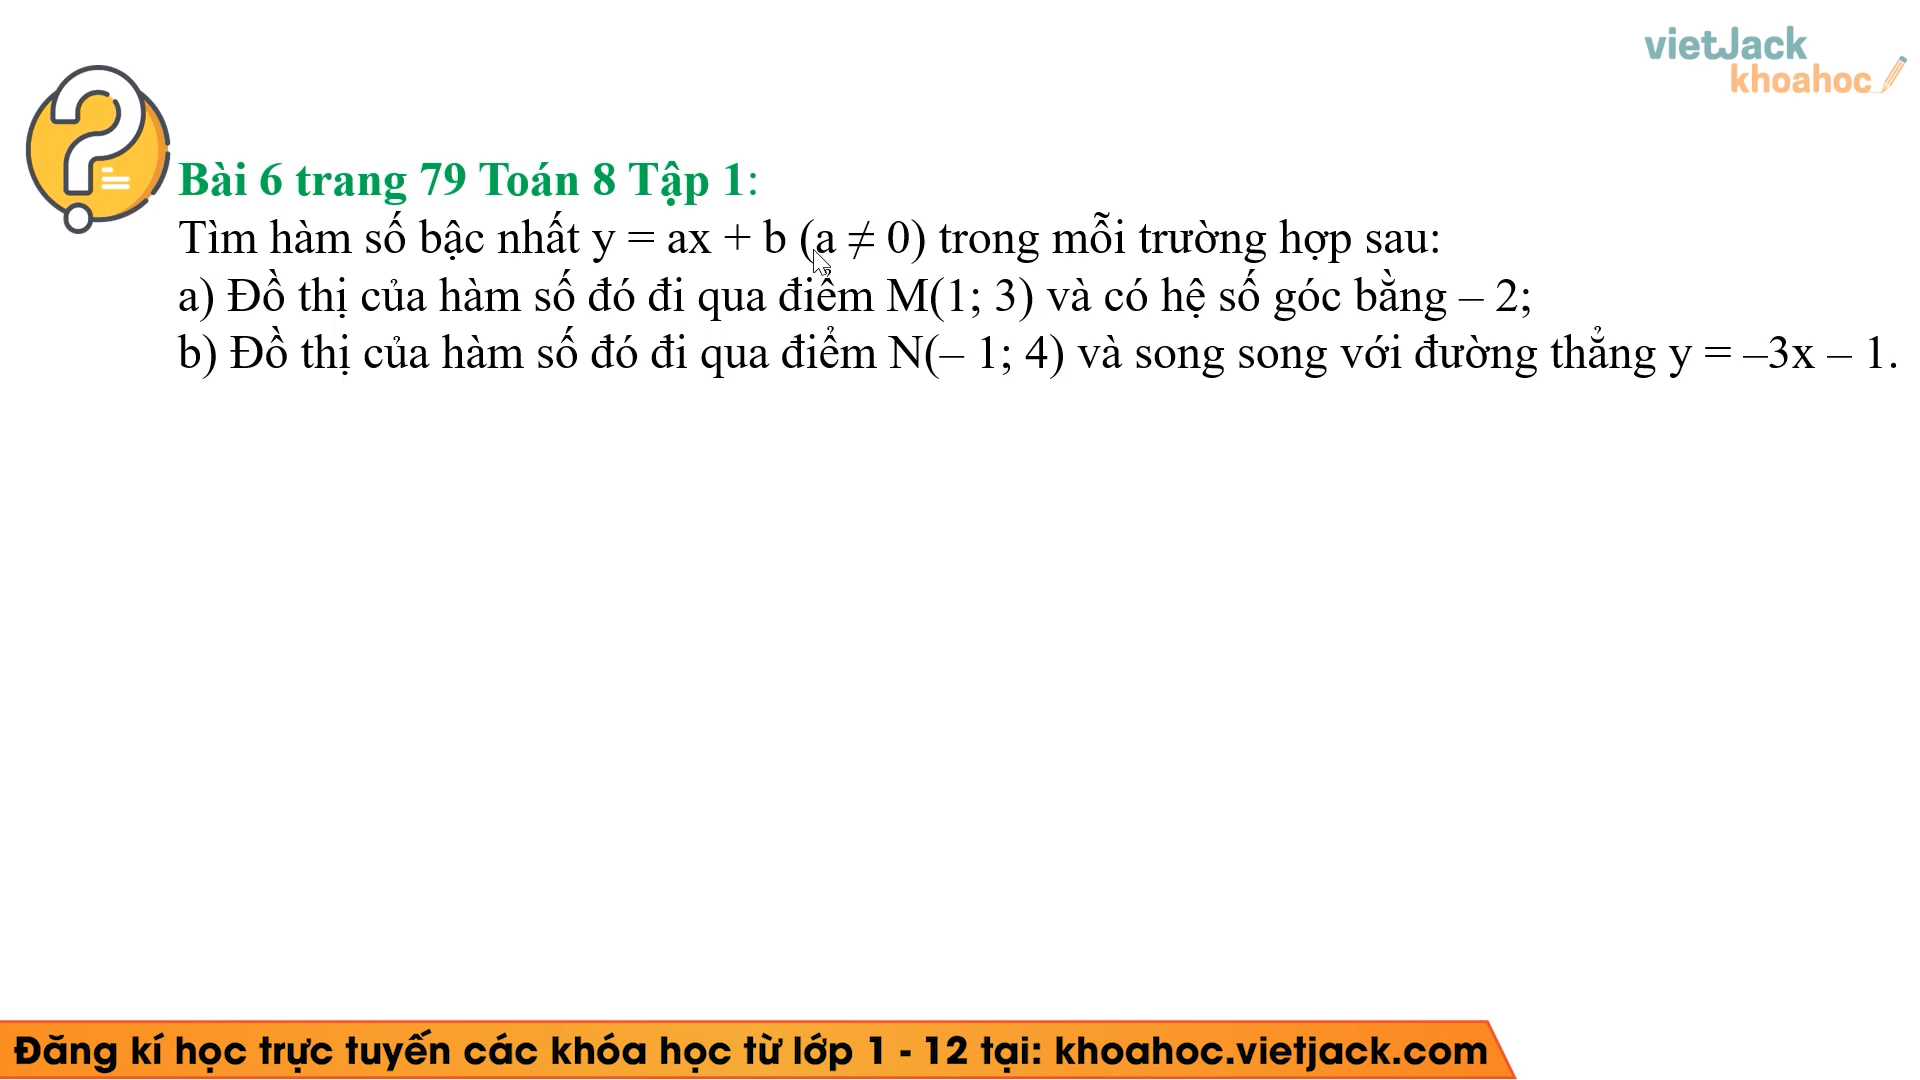 vietJack
khoahoc
Bài 6 trang 79 Toán 8 Tập 1:
Tìm hàm số bậc nhất y = ax + b (a ≠ 0) trong mỗi trường hợp sau:
a) Đồ thị của hàm số đó đi qua điểm M(1; 3) và có hệ số góc bằng – 2;
b) Đồ thị của hàm số đó đi qua điểm N(– 1; 4) và song song với đường thẳng y = –3x – 1.
Đăng kí học trực tuyến các khóa học từ lớp 1 - 12 tại: khoahoc.vietjack.com